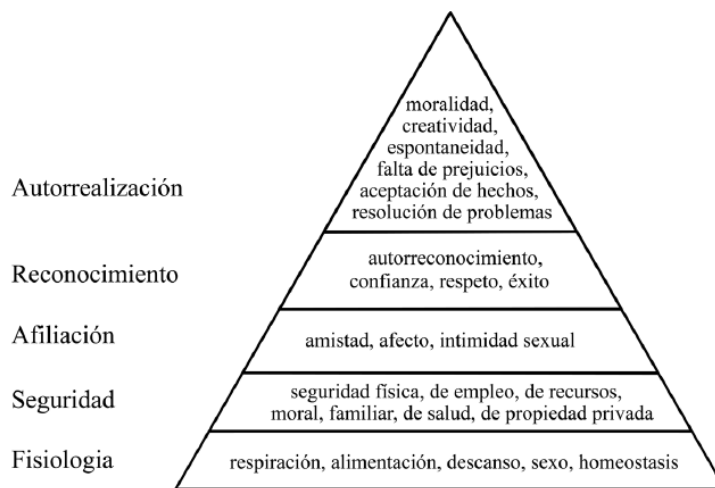 moralidad,
creatividad,
espontaneidad,
falta de prejuicios,
Autorrealización
aceptación de hechos,
resolución de problemas
Reconocimiento
autorreconocimiento,
confianza, respeto, éxito
Afiliación
amistad, afecto, intimidad sexual
Seguridad
seguridad física, de empleo, de recursos,
moral, familiar, de salud, de propiedad privada
Fisiologia
respiración, alimentación, descanso, sexo, homeostasis